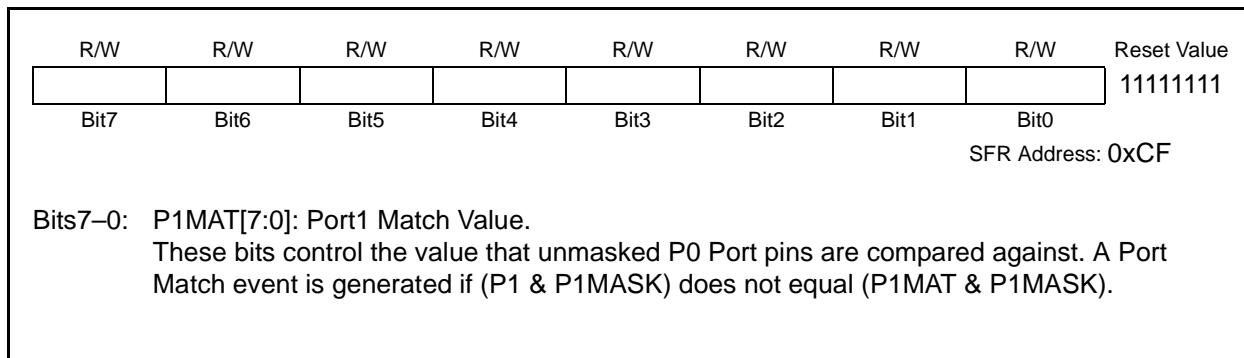 R/W R/W R/W R/W R/W R/W R/W R/W Reset Value
11111111
Bit7 Bit6 Bit5 Bit4 Bit3 Bit2 Bit1 Bit0
SFR Address: 0xCF
Bits7–0: P1MAT[7:0]: Port1 Match Value.
These bits control the value that unmasked P0 Port pins are compared against. A Port
Match event is generated if (P1 & P1MASK) does not equal (P1MAT & P1MASK).